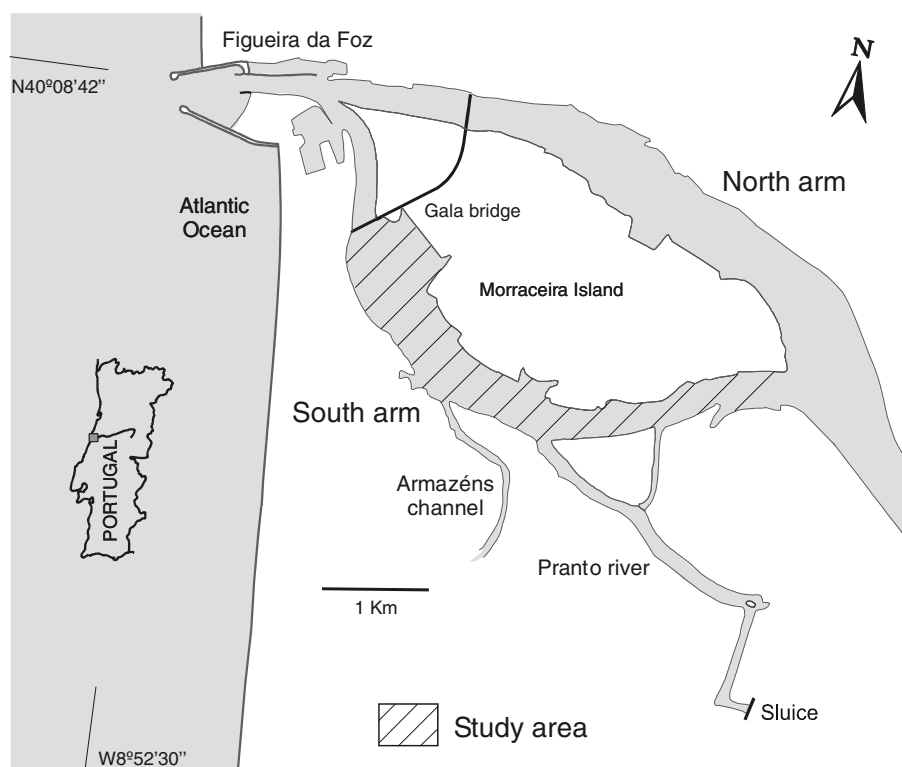 Figueira da Foz
N
N40º08'42''
North arm
Atlantic
Ocean
Gala bridge
Morraceira Island
South arm
PORTUGAL
Armazéns
channel
Pranto river
1 Km
Sluice
Study area
W8º52'30''